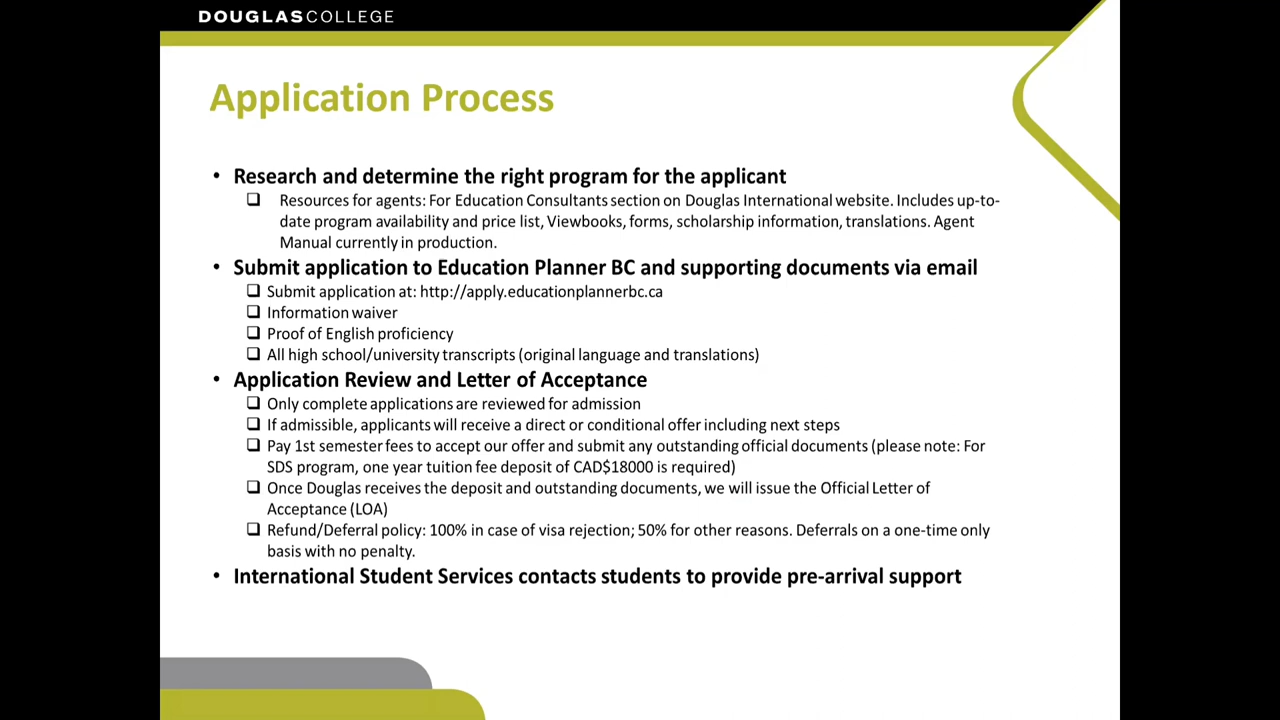 DOUGLASCOLLEGE
Application Process
• Research and determine the right program for the applicant
❑ Resources for agents: For Education Consultants section on Douglas International website. Includes up-to-
date program availability and price list, Viewbooks, forms, scholarship information, translations. Agent
Manual currently in production.
• Submit application to Education Planner BC and supporting documents via email
❑ Submit application at: http://apply.educationplannerbc.ca
❑ Information waiver
❑ Proof of English proficiency
❑ All high school/university transcripts (original language and translations)
• Application Review and Letter of Acceptance
❑ Only complete applications are reviewed for admission
❑ If admissible, applicants will receive a direct or conditional offer including next steps
❑ Pay 1st semester fees to accept our offer and submit any outstanding official documents (please note: For
SDS program, one year tuition fee deposit of CAD$18000 is required)
❑ Once Douglas receives the deposit and outstanding documents, we will issue the Official Letter of
Acceptance (LOA)
❑ Refund/Deferral policy: 100% in case of visa rejection; 50% for other reasons. Deferrals on a one-time only
basis with no penalty.
• International Student Services contacts students to provide pre-arrival support